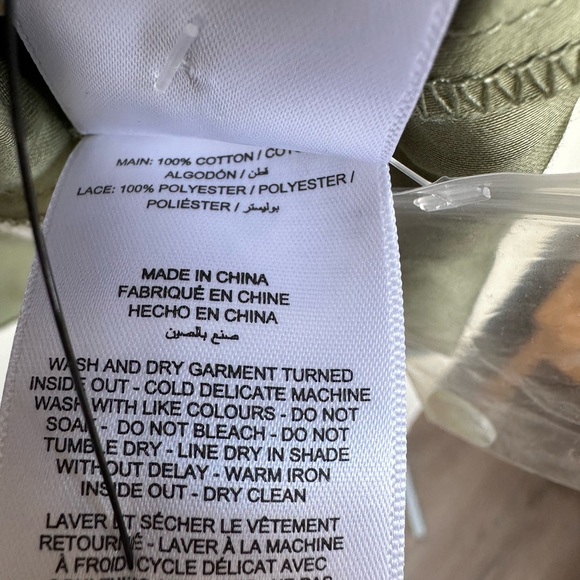 MAIN: 100% COTTON /
ALGODÓN / قطن
LACE: 100% POLYESTER / POLYESTER /
POLIÉSTER / بوليستر
MADE IN CHINA
FABRIQUÉ EN CHINE
HECHO EN CHINA
صنع بالصين
WASH AND DRY GARMENT TURNED
INSIDE OUT - COLD DELICATE MACHINE
WASH WITH LIKE COLOURS - DO NOT
SOAK - DO NOT BLEACH - DO NOT
TUMBLE DRY - LINE DRY IN SHADE
WITHOUT DELAY - WARM IRON
INSIDE OUT - DRY CLEAN
LAVER ET SÉCHER LE VÊTEMENT
RETOURNÉ - LAVER À LA MACHINE
À FROID CYCLE DÉLICAT AVEC